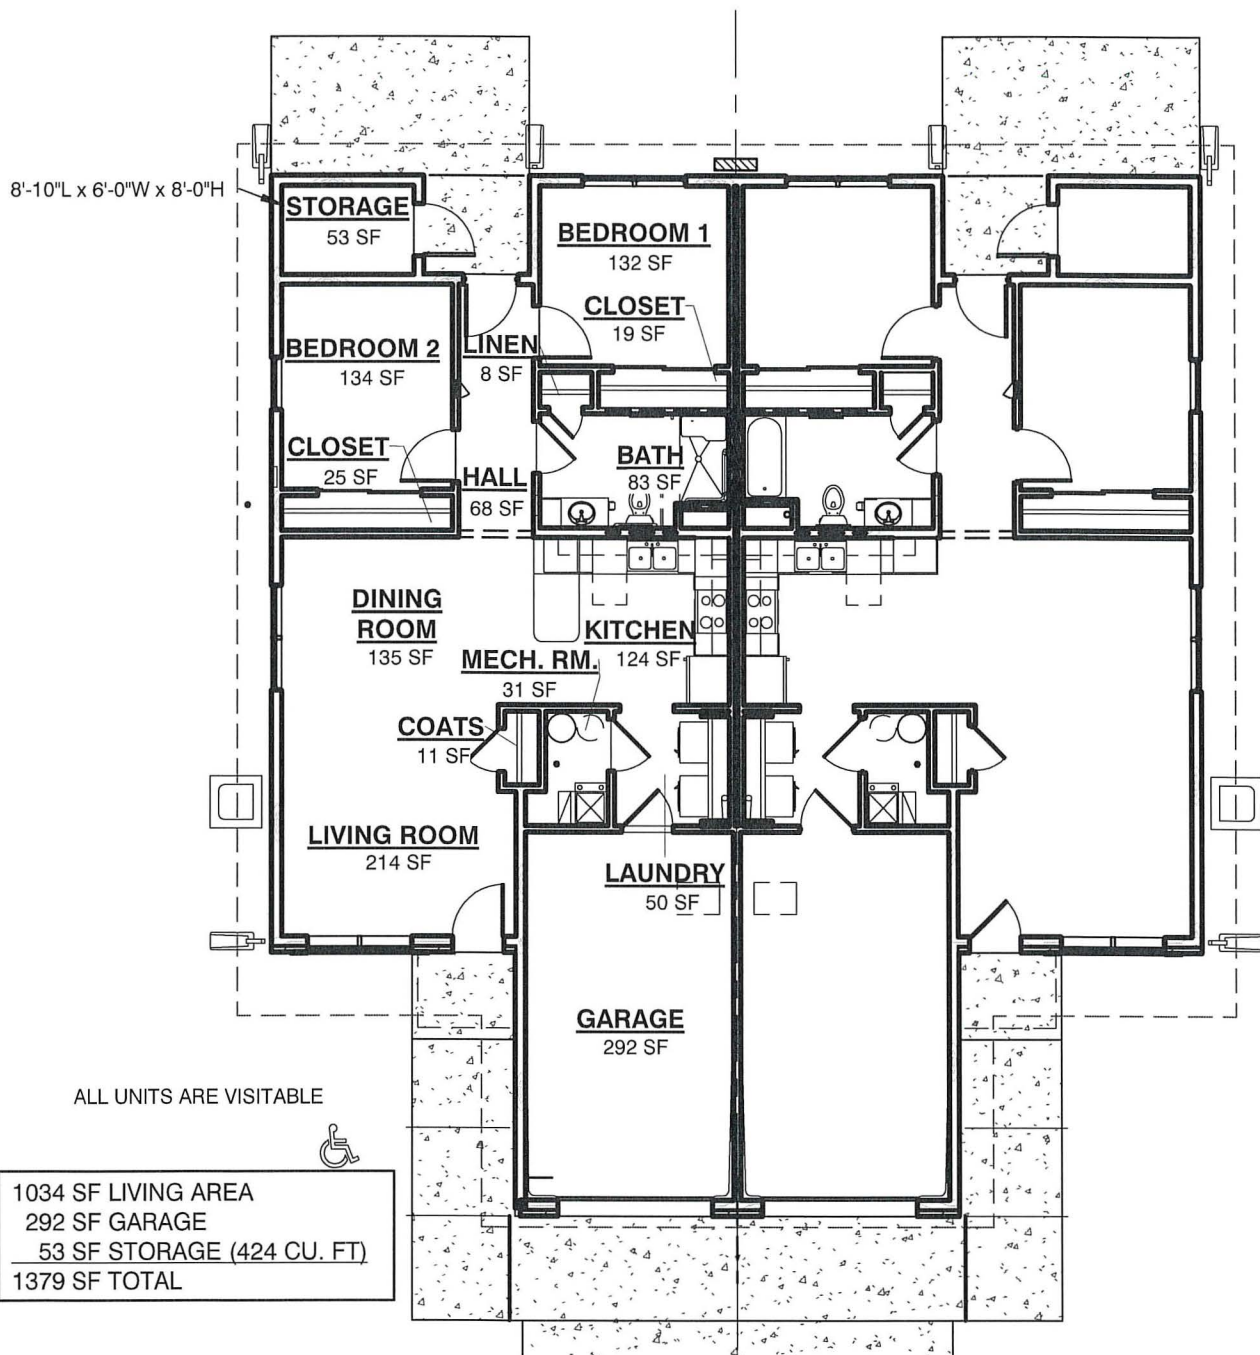 8'-10"L x 6'-0"W x 8'-0"H
STORAGE
53 SF
BEDROOM 1
132 SF
CLOSET
19 SF
LINEN
8 SF
BEDROOM 2
134 SF
CLOSET
25 SF
HALL
68 SF
BATH
83 SF
DINING
ROOM
135 SF
KITCHEN
124 SF
MECH. RM.
31 SF
COATS
11 SF
LIVING ROOM
214 SF
LAUNDRY
50 SF
GARAGE
292 SF
ALL UNITS ARE VISITABLE
1034 SF LIVING AREA
292 SF GARAGE
53 SF STORAGE (424 CU. FT)
1379 SF TOTAL